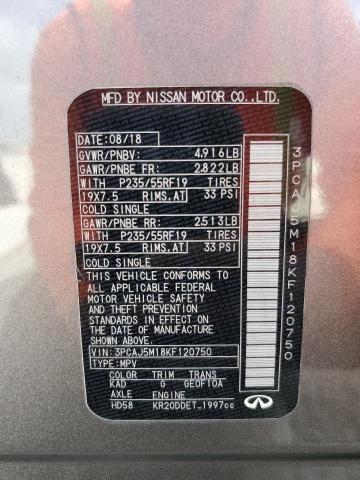 MFD BY NISSAN MOTOR CO.,LTD.
DATE:08/18
GVWR/PNBV: 4.916LB
GAWR/PNBE FR: 2.822LB
WITH P235/55RF19 TIRES
19X7.5 RIMS.AT 33 PSI
COLD SINGLE
GAWR/PNBE RR: 2.513LB
WITH P235/55RF19 TIRES
19X7.5 RIMS.AT 33 PSI
COLD SINGLE
THIS VEHICLE CONFORMS TO
ALL APPLICABLE FEDERAL
MOTOR VEHICLE SAFETY,
BUMPER, AND THEFT PREVENTION
STANDARDS IN EFFECT ON THE
DATE OF MANUFACTURE SHOWN
ABOVE.
VIN: 3PCAJ5M18KF120750
TYPE: MPV
COLOR TRIM TRANS
KAD G GEOF10A
AXLE ENGINE
HD58 KR20DDET_1997cc
INFINITI
3PCAJ5M18KF120750